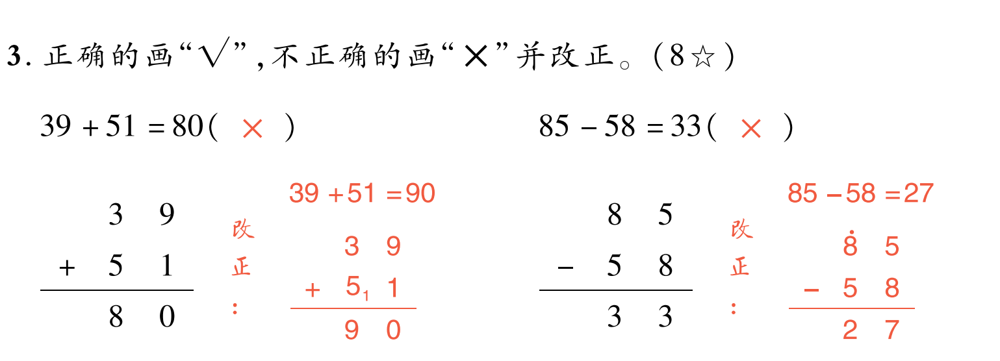 3. 正确的画“√”,不正确的画“×”并改正。(8☆)
39+51=80( × )
85-58=33( × )
3 9
+ 5 1
8 0
改正:
39+51=90
3 9
+ 5₁ 1
9 0
8 5
- 5 8
3 3
改正:
85-58=27
8̇ 5
- 5 8
2 7